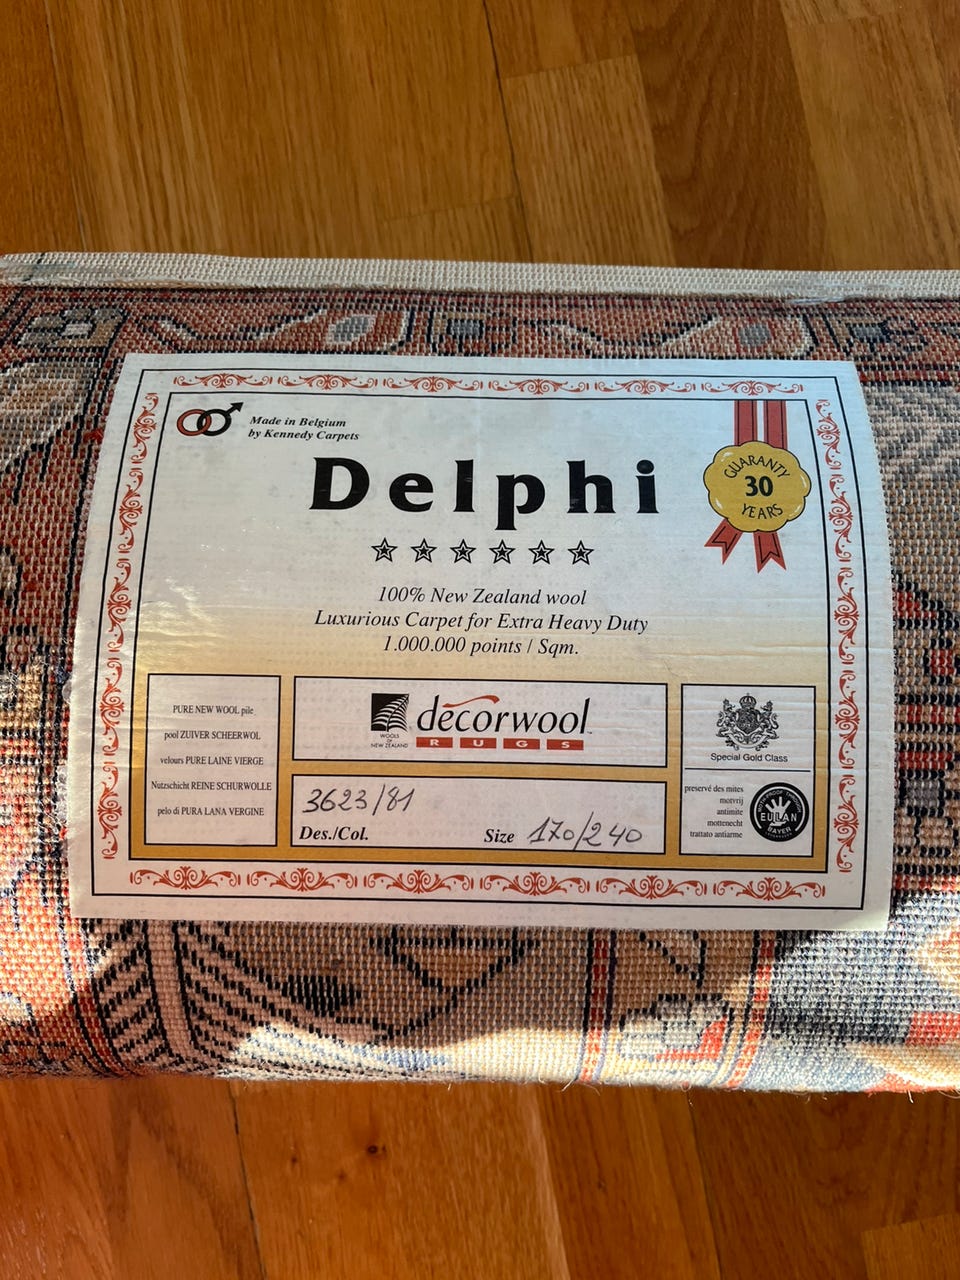 Made in Belgium
by Kennedy Carpets
Delphi
GUARANTY
30
YEARS
100% New Zealand wool
Luxurious Carpet for Extra Heavy Duty
1.000.000 points / Sqm.
PURE NEW WOOL pile
pool ZUIVER SCHEERWOL
velours PURE LAINE VIERGE
Nutzschicht REINE SCHURWOLLE
pelo di PURA LANA VERGINE
WOOLS
OF
NEW ZEALAND
decorwool
RUGS
3623/81
Des./Col.
Size 170/240
Special Gold Class
preservé des mites
motvrij
antimite
mottenecht
trattato antiarme
EULAN
BAYER